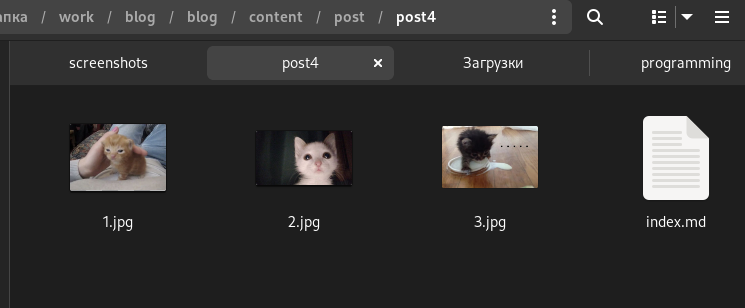 апка / work / blog / blog / content / post / post4
screenshots post4 Загрузки programming
1.jpg 2.jpg 3.jpg index.md